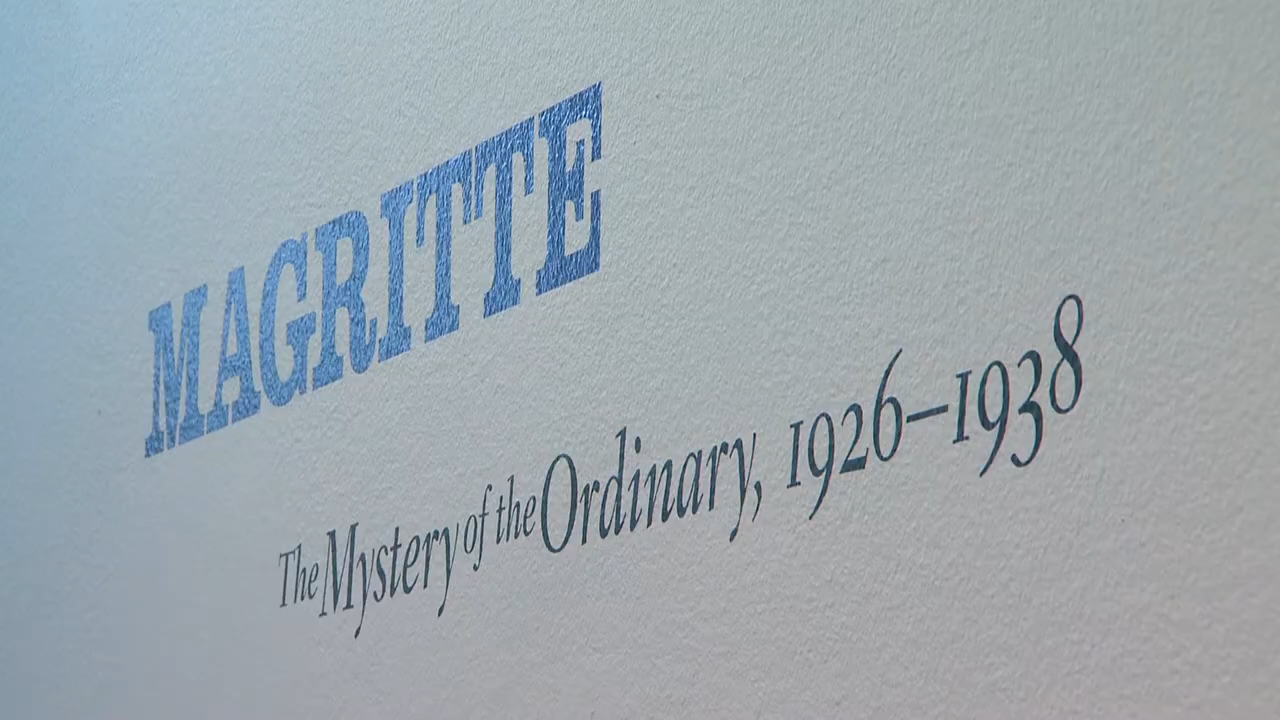 MAGRITTE
The Mystery of the Ordinary, 1926–1938